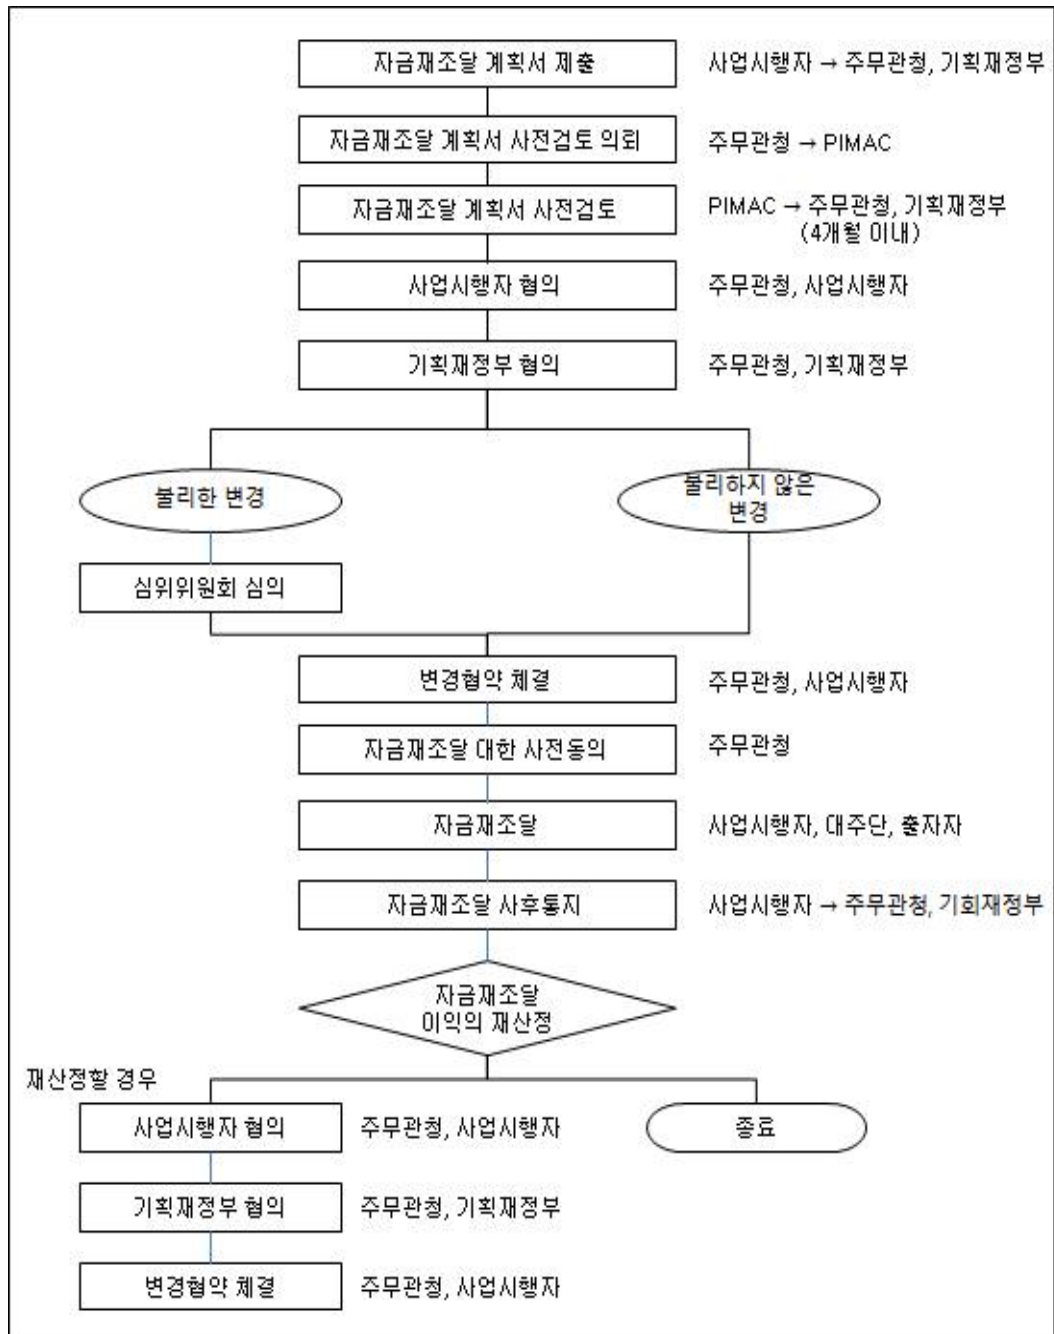 자금재조달 계획서 제출
사업시행자 → 주무관청, 기획재정부
자금재조달 계획서 사전검토 의뢰
주무관청 → PIMAC
자금재조달 계획서 사전검토
PIMAC → 주무관청, 기획재정부
(4개월 이내)
사업시행자 협의
주무관청, 사업시행자
기획재정부 협의
주무관청, 기획재정부
불리한 변경
불리하지 않은
변경
심위위원회 심의
변경협약 체결
주무관청, 사업시행자
자금재조달 대한 사전동의
주무관청
자금재조달
사업시행자, 대주단, 출자자
자금재조달 사후통지
사업시행자 → 주무관청, 기회재정부
자금재조달
이익의 재산정
재산정할 경우
사업시행자 협의
주무관청, 사업시행자
종료
기획재정부 협의
주무관청, 기획재정부
변경협약 체결
주무관청, 사업시행자